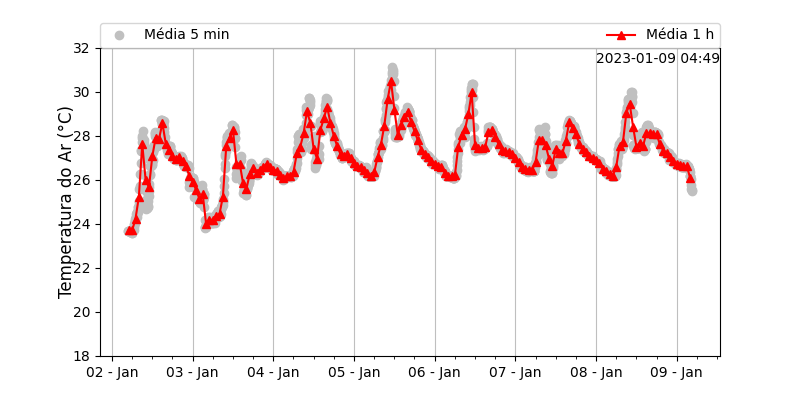 Média 5 min
Média 1 h
2023-01-09 04:49
Temperatura do Ar (°C)
32
30
28
26
24
22
20
18
02 - Jan
03 - Jan
04 - Jan
05 - Jan
06 - Jan
07 - Jan
08 - Jan
09 - Jan